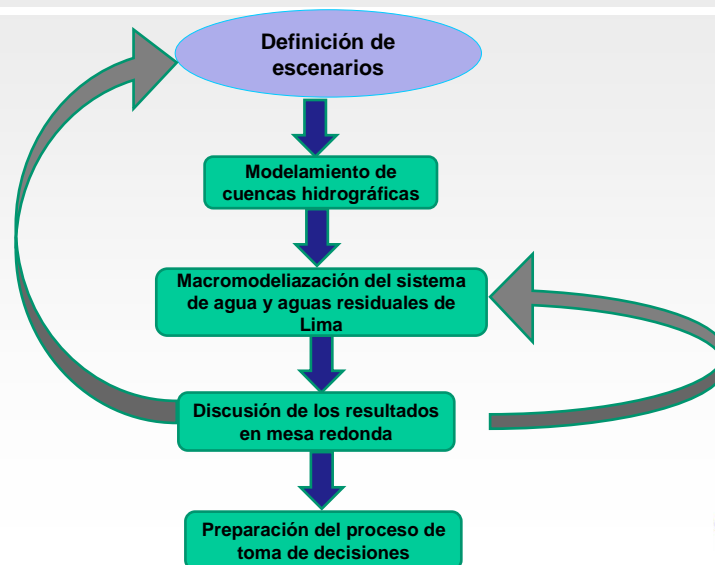 Definición de
escenarios
Modelamiento de
cuencas hidrográficas
Macromodeliazación del sistema
de agua y aguas residuales de
Lima
Discusión de los resultados
en mesa redonda
Preparación del proceso de
toma de decisiones